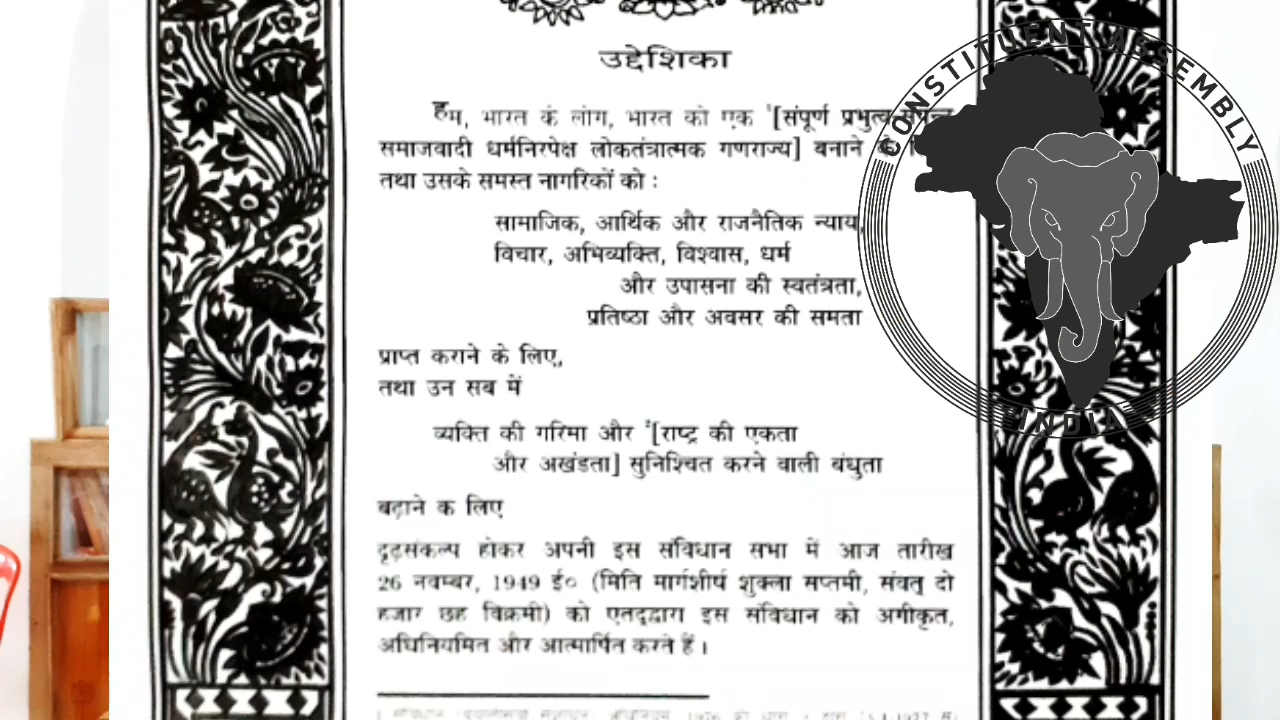 उद्देशिका
हम, भारत के लोग, भारत को एक ¹[संपूर्ण प्रभुत्व संपन्न
समाजवादी धर्मनिरपेक्ष लोकतंत्रात्मक गणराज्य] बनाने
तथा उसके समस्त नागरिकों को :
सामाजिक, आर्थिक और राजनैतिक न्याय,
विचार, अभिव्यक्ति, विश्वास, धर्म
और उपासना की स्वतंत्रता,
प्रतिष्ठा और अवसर की समता
प्राप्त कराने के लिए,
तथा उन सब में
व्यक्ति की गरिमा और ²[राष्ट्र की एकता
और अखंडता] सुनिश्चित करने वाली बंधुता
बढ़ाने क लिए
दृढ़संकल्प होकर अपनी इस संविधान सभा में आज तारीख
26 नवम्बर, 1949 ई० (मिति मार्गशीर्ष शुक्ला सप्तमी, संवत् दो
हजार छह विक्रमी) को एतद्द्वारा इस संविधान को अंगीकृत,
अधिनियमित और आत्मार्पित करते हैं ।
CONSTITUENT ASSEMBLY
INDIA